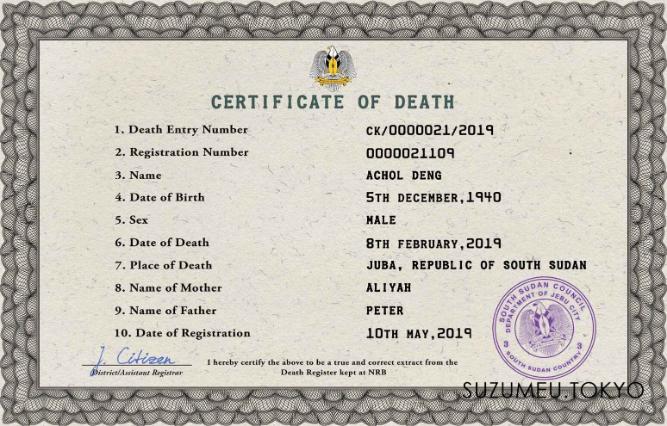 CERTIFICATE OF DEATH
1. Death Entry Number CK/0000021/2019
2. Registration Number 0000021109
3. Name ACHOL DENG
4. Date of Birth 5TH DECEMBER,1940
5. Sex MALE
6. Date of Death 8TH FEBRUARY,2019
7. Place of Death JUBA, REPUBLIC OF SOUTH SUDAN
8. Name of Mother ALIYAH
9. Name of Father PETER
10. Date of Registration 10TH MAY,2019
SOUTH SUDAN COUNCIL
DEPARTMENT OF JEBU CITY
3 3
SOUTH SUDAN COUNTRY
J. Citizen
District/Assistant Registrar
I hereby certify the above to be a true and correct extract from the
Death Register kept at NRB
SUZUMEU.TOKYO